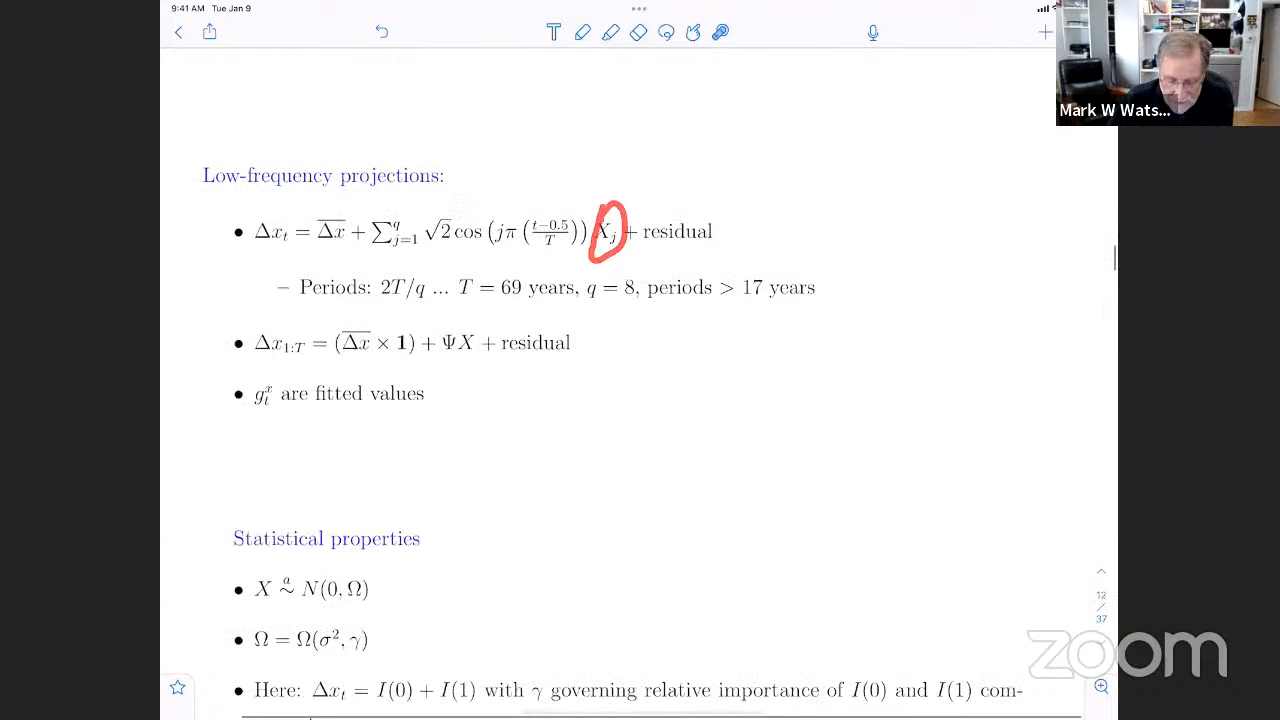 9:41 AM Tue Jan 9
T
Mark W Wats...
Low-frequency projections:
• Δx_t = \overline{Δx} + ∑_{j=1}^{q} √2 cos (jπ (\frac{t−0.5}{T})) X_j + residual
– Periods: 2T/q ... T = 69 years, q = 8, periods > 17 years
• Δx_{1:T} = (\overline{Δx} × 1) + ΨX + residual
• g_t^x are fitted values
Statistical properties
• X \overset{a}{∼} N(0, Ω)
• Ω = Ω(σ², γ)
• Here: Δx_t = I(0) + I(1) with γ governing relative importance of I(0) and I(1) com-
12
/
37
zoom